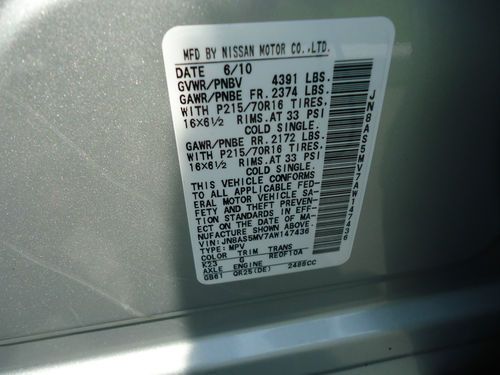 MFD BY NISSAN MOTOR CO.,LTD.
DATE 6/10
GVWR/PNBV 4391 LBS.
GAWR/PNBE FR. 2374 LBS.
WITH P215/70R16 TIRES,
16X6½ RIMS.AT 33 PSI
COLD SINGLE.
GAWR/PNBE RR. 2172 LBS.
WITH P215/70R16 TIRES,
16X6½ RIMS.AT 33 PSI
COLD SINGLE.
THIS VEHICLE CONFORMS
TO ALL APPLICABLE FED-
ERAL MOTOR VEHICLE SA-
FETY AND THEFT PREVEN-
TION STANDARDS IN EFF-
ECT ON THE DATE OF MA-
NUFACTURE SHOWN ABOVE.
VIN:JN8AS5MV7AW147436
TYPE:MPV
COLOR TRIM TRANS
K23 G RE0F10A
AXLE ENGINE
GB61 QR25(DE) 2488CC
JN8AS5MV7AW147436